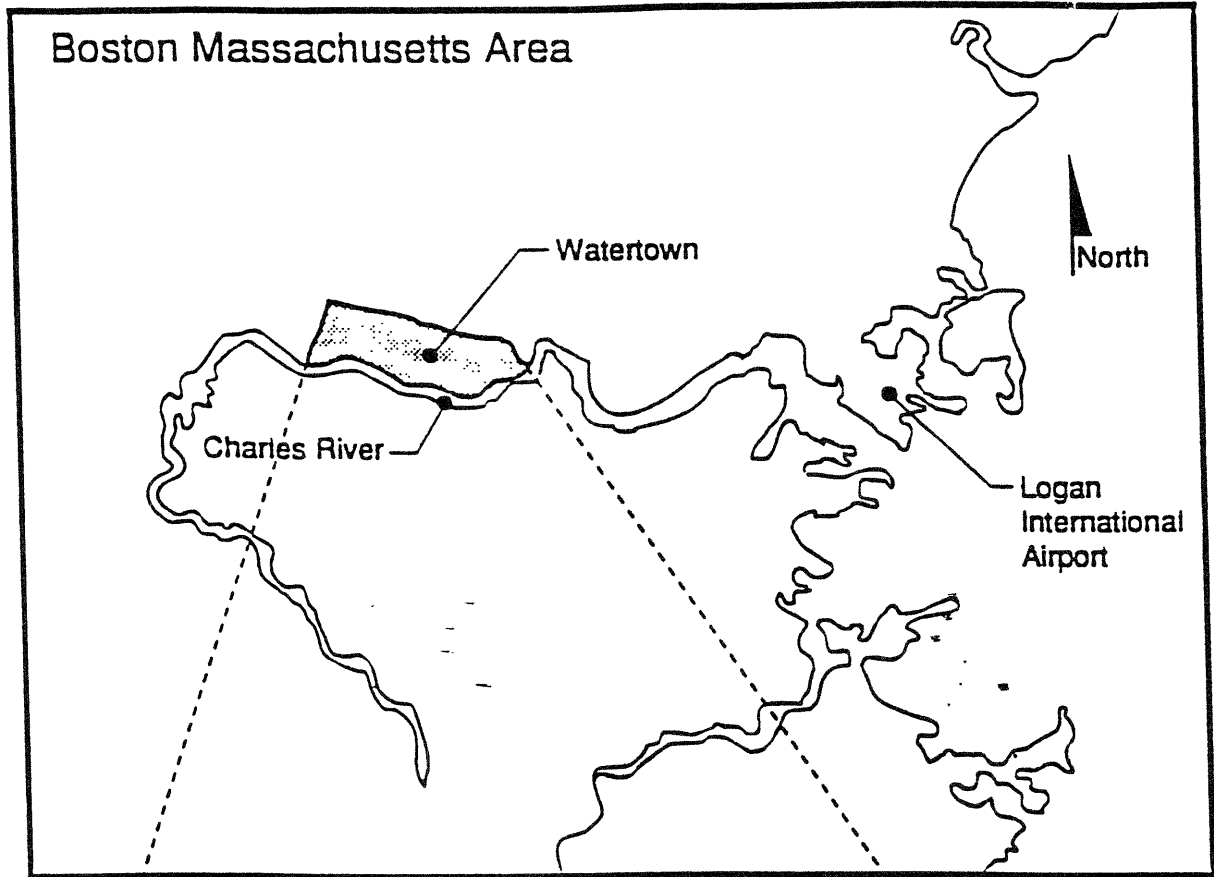 Boston Massachusetts Area
Watertown
North
Charles River
Logan
International
Airport